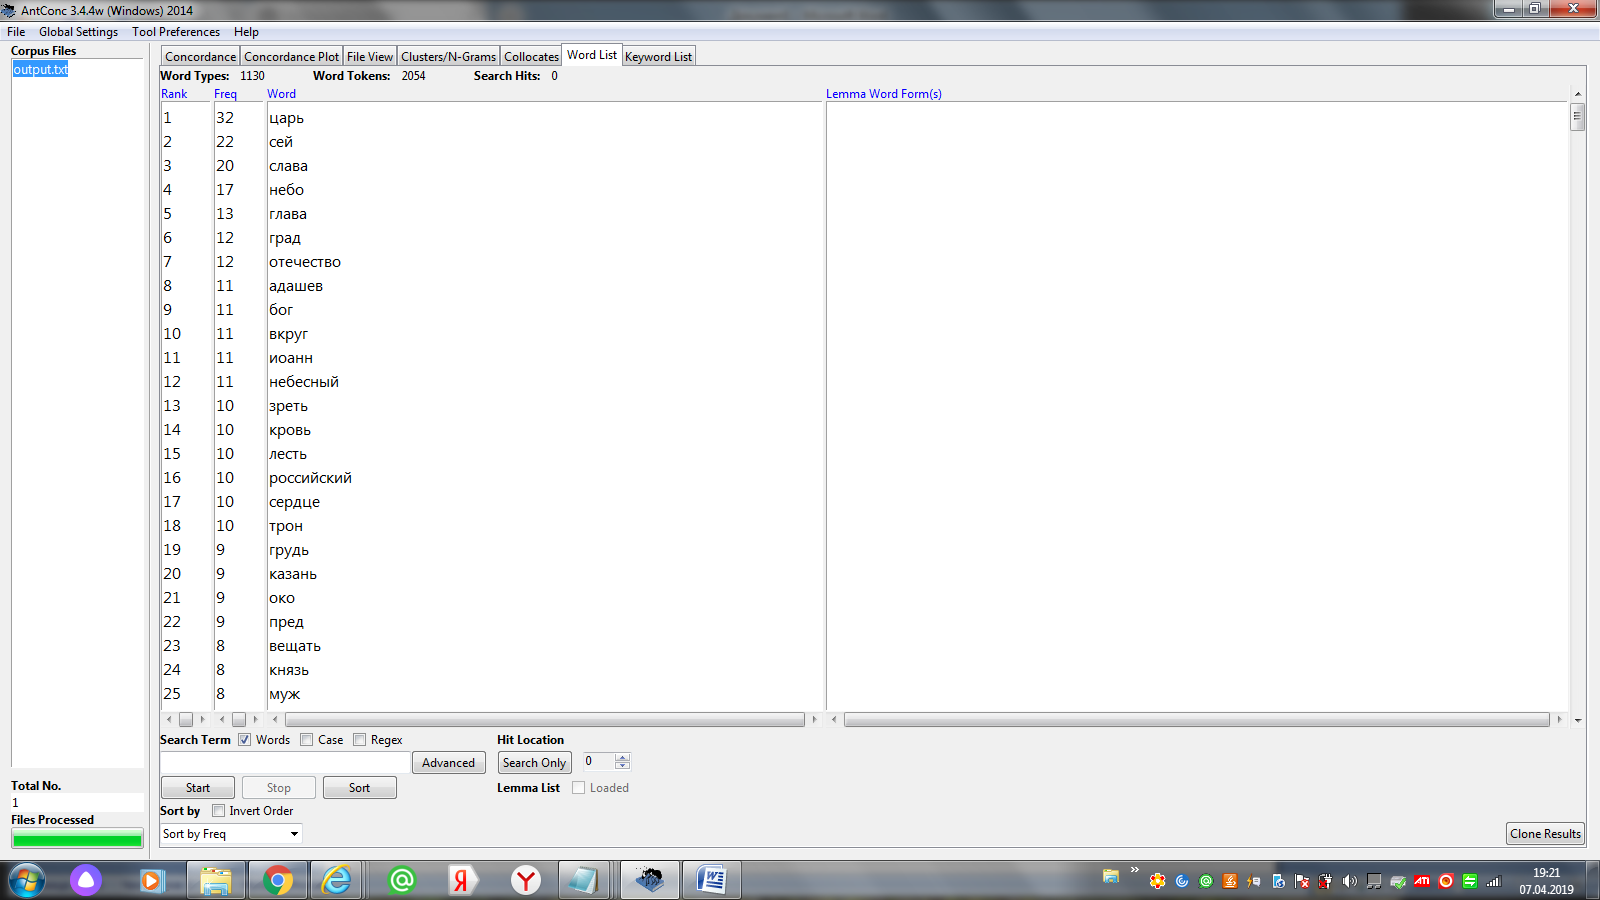 AntConc 3.4.4w (Windows) 2014
File Global Settings Tool Preferences Help
Corpus Files
output.txt
Concordance Concordance Plot File View Clusters/N-Grams Collocates Word List Keyword List
Word Types: 1130 Word Tokens: 2054 Search Hits: 0
Rank Freq Word Lemma Word Form(s)
1 32 царь
2 22 сей
3 20 слава
4 17 небо
5 13 глава
6 12 град
7 12 отечество
8 11 адашев
9 11 бог
10 11 вкруг
11 11 иоанн
12 11 небесный
13 10 зреть
14 10 кровь
15 10 лесть
16 10 российский
17 10 сердце
18 10 трон
19 9 грудь
20 9 казань
21 9 око
22 9 пред
23 8 вещать
24 8 князь
25 8 муж
Search Term Words Case Regex Hit Location
Advanced Search Only 0
Start Stop Sort Lemma List Loaded
Sort by Invert Order
Sort by Freq Clone Results
Total No.
1
Files Processed
19:21
07.04.2019